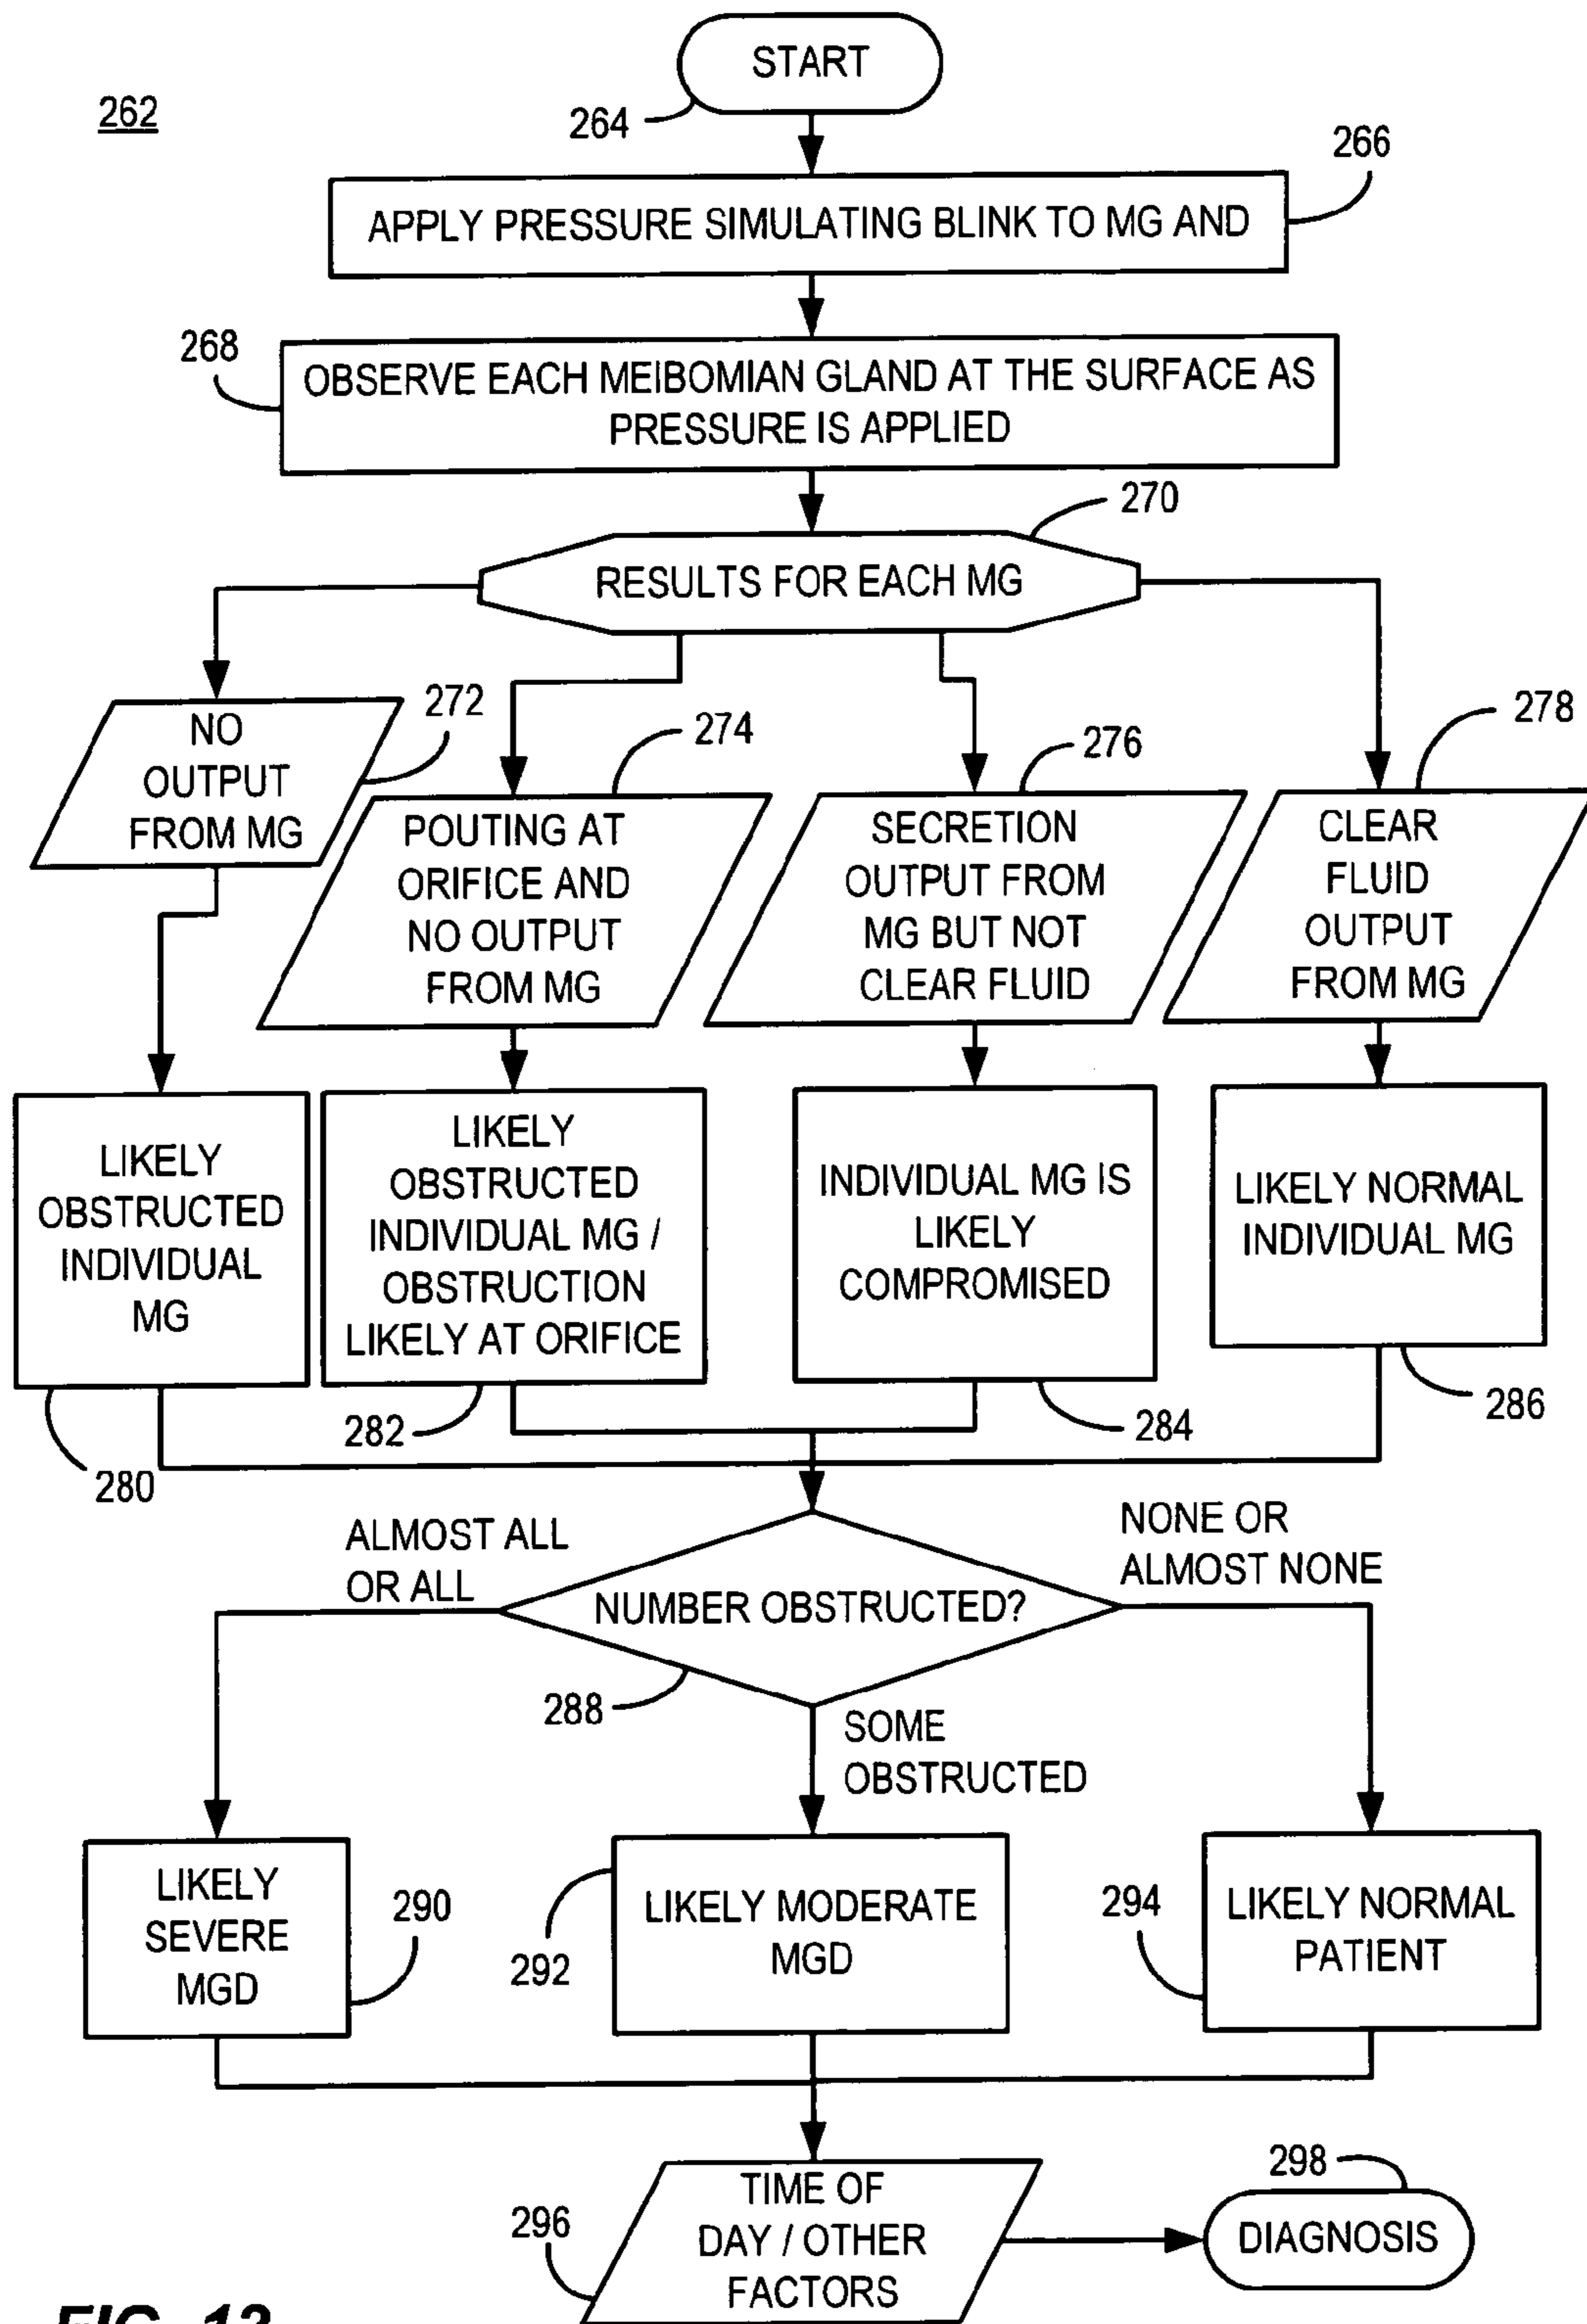 START
262
264
266
APPLY PRESSURE SIMULATING BLINK TO MG AND
268
OBSERVE EACH MEIBOMIAN GLAND AT THE SURFACE AS
PRESSURE IS APPLIED
270
RESULTS FOR EACH MG
272
NO
OUTPUT
FROM MG
274
POUTING AT
ORIFICE AND
NO OUTPUT
FROM MG
276
SECRETION
OUTPUT FROM
MG BUT NOT
CLEAR FLUID
278
CLEAR
FLUID
OUTPUT
FROM MG
LIKELY
OBSTRUCTED
INDIVIDUAL
MG
280
LIKELY
OBSTRUCTED
INDIVIDUAL MG /
OBSTRUCTION
LIKELY AT ORIFICE
282
INDIVIDUAL MG IS
LIKELY
COMPROMISED
284
LIKELY NORMAL
INDIVIDUAL MG
286
ALMOST ALL
OR ALL
NUMBER OBSTRUCTED?
NONE OR
ALMOST NONE
288
SOME
OBSTRUCTED
LIKELY
SEVERE
MGD
290
LIKELY MODERATE
MGD
292
LIKELY NORMAL
PATIENT
294
296
TIME OF
DAY / OTHER
FACTORS
298
DIAGNOSIS
FIG. 13